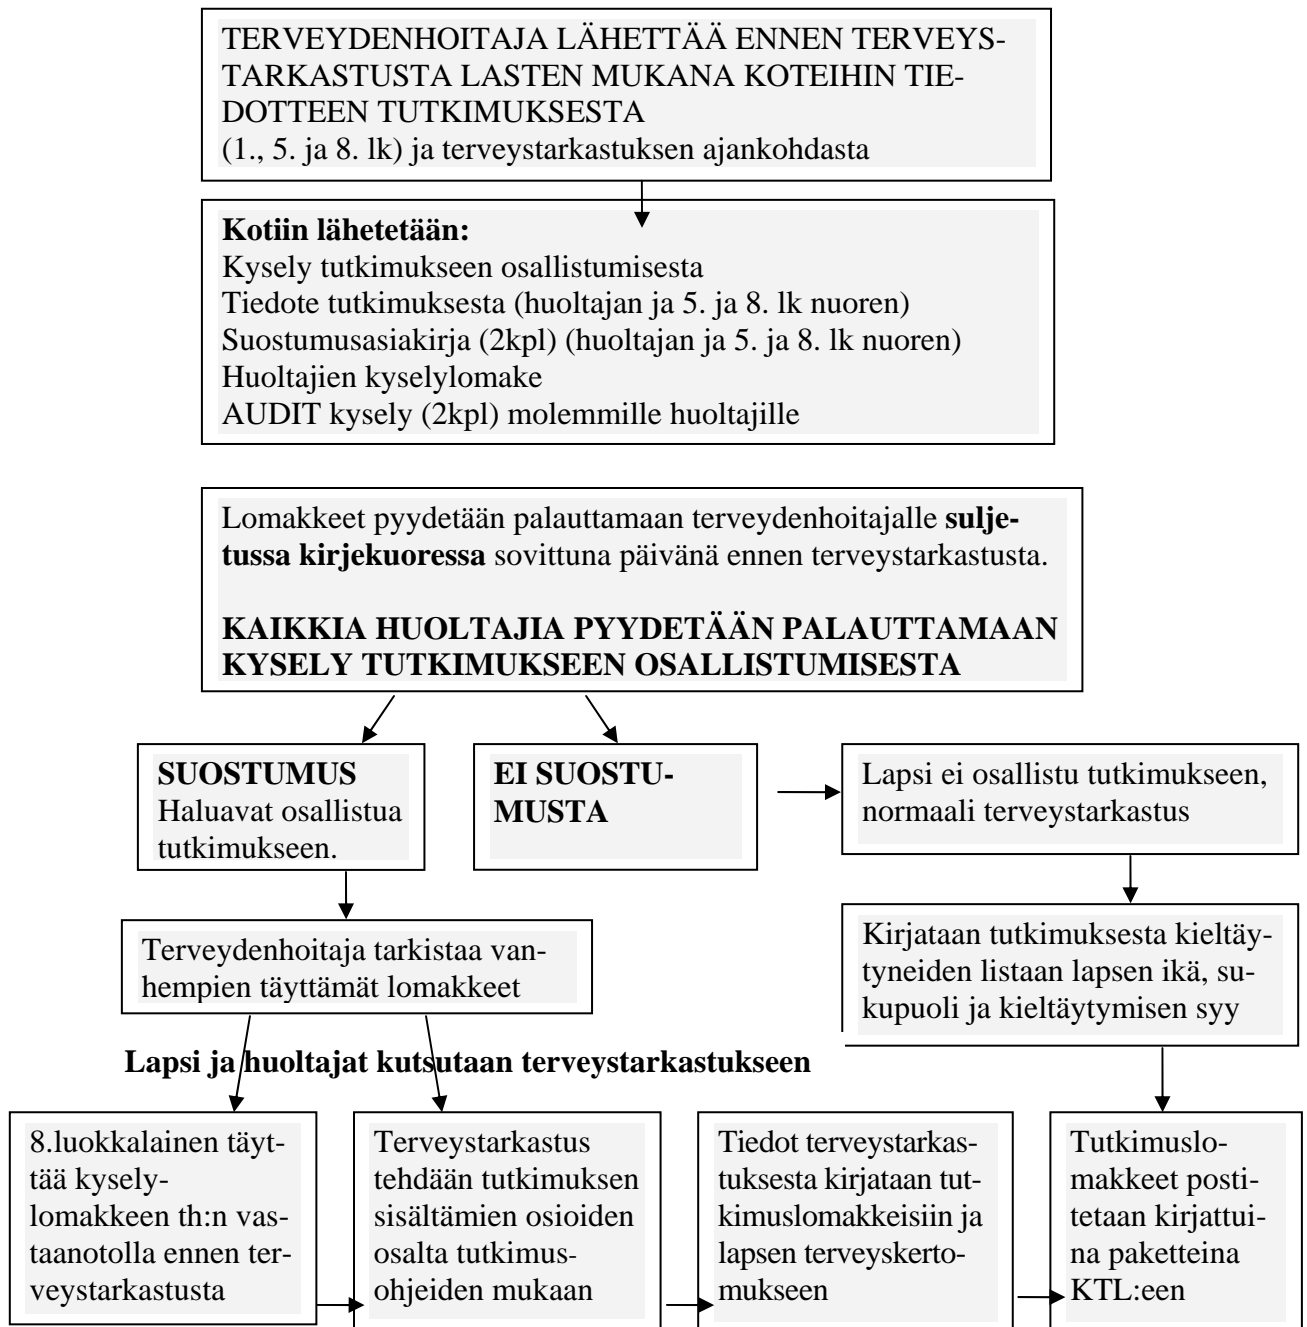 TERVEYDENHOITAJA LÄHETTÄÄ ENNEN TERVEYS-
TARKASTUSTA LASTEN MUKANA KOTEIHIN TIE-
DOTTEEN TUTKIMUKSESTA
(1., 5. ja 8. lk) ja terveystarkastuksen ajankohdasta
Kotiin lähetetään:
Kysely tutkimukseen osallistumisesta
Tiedote tutkimuksesta (huoltajan ja 5. ja 8. lk nuoren)
Suostumusasiakirja (2kpl) (huoltajan ja 5. ja 8. lk nuoren)
Huoltajien kyselylomake
AUDIT kysely (2kpl) molemmille huoltajille
Lomakkeet pyydetään palauttamaan terveydenhoitajalle sulje-
tussa kirjekuoressa sovittuna päivänä ennen terveystarkastusta.
KAIKKIA HUOLTAJIA PYYDETÄÄN PALAUTTAMAAN
KYSELY TUTKIMUKSEEN OSALLISTUMISESTA
SUOSTUMUS
Haluavat osallistua
tutkimukseen.
EI SUOSTU-
MUSTA
Lapsi ei osallistu tutkimukseen,
normaali terveystarkastus
Terveydenhoitaja tarkistaa van-
hempien täyttämät lomakkeet
Kirjataan tutkimuksesta kieltäy-
tyneiden listaan lapsen ikä, su-
kupuoli ja kieltäytymisen syy
Lapsi ja huoltajat kutsutaan terveystarkastukseen
8.luokkalainen täyt-
tää kysely-
lomakkeen th:n vas-
taanotolla ennen ter-
veystarkastusta
Terveystarkastus
tehdään tutkimuksen
sisältämien osioiden
osalta tutkimus-
ohjeiden mukaan
Tiedot terveystarkas-
tuksesta kirjataan tut-
kimuslomakkeisiin ja
lapsen terveyskerto-
mukseen
Tutkimuslo-
makkeet posti-
tetaan kirjattui-
na paketteina
KTL:een